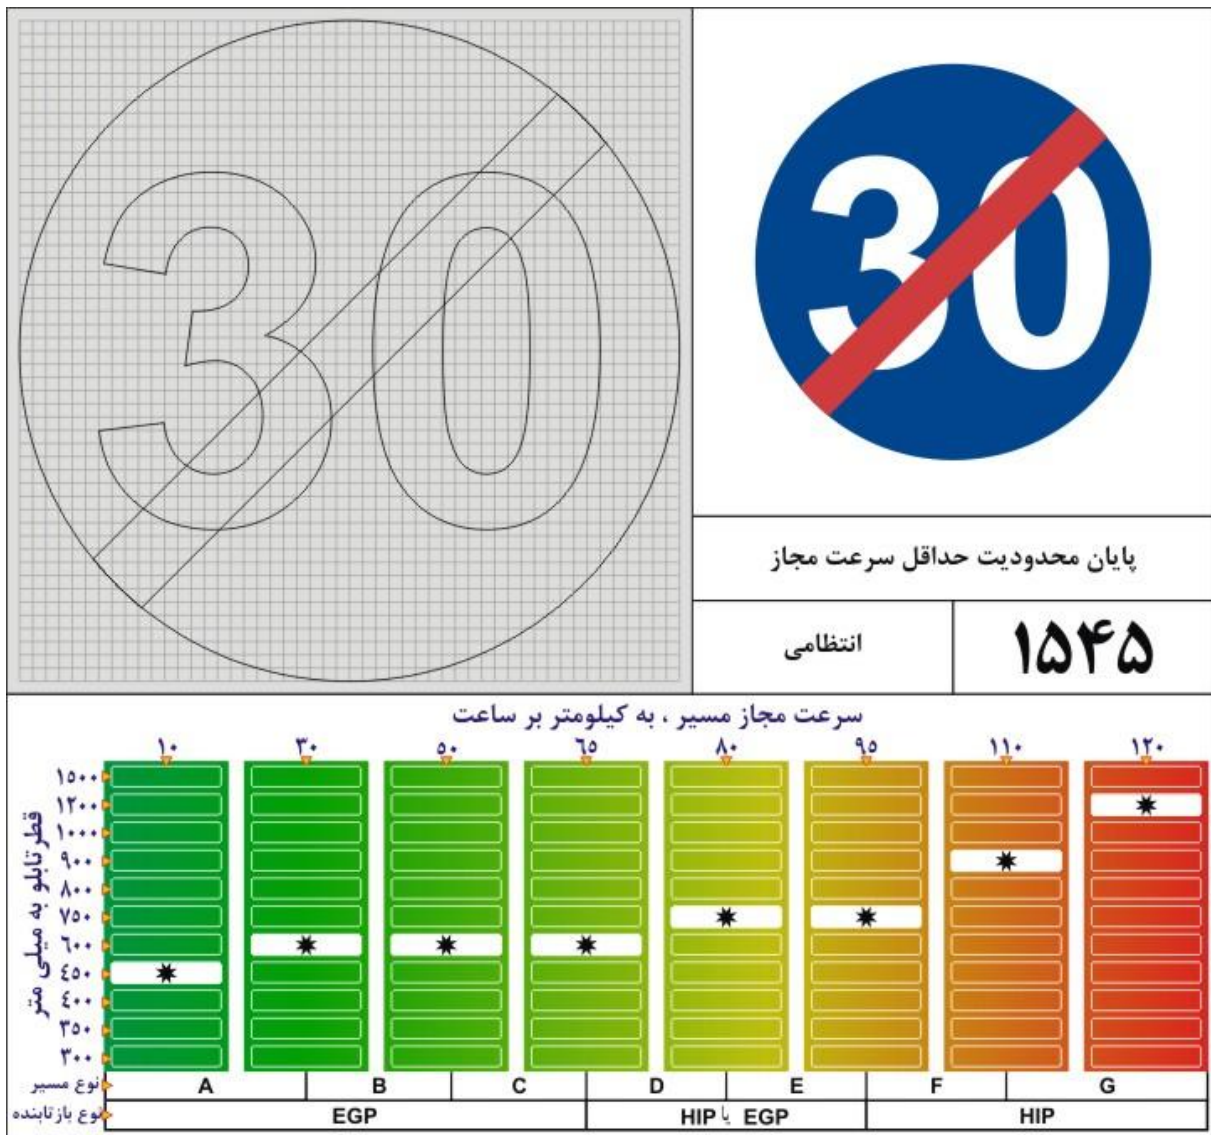 30
30
پایان محدودیت حداقل سرعت مجاز
انتظامی
۱۵۴۵
سرعت مجاز مسیر ، به کیلومتر بر ساعت
۱۰ ۳۰ ۵۰ ۶۵ ۸۰ ۹۵ ۱۱۰ ۱۲۰
قطر تابلو به میلی متر
۱۵۰۰
۱۲۰۰
۱۰۰۰
۹۰۰
۸۰۰
۷۵۰
۶۰۰
٤۵۰
٤۰۰
۳۵۰
۳۰۰
نوع مسیر A B C D E F G
نوع بازتابنده EGP HIP یا EGP HIP